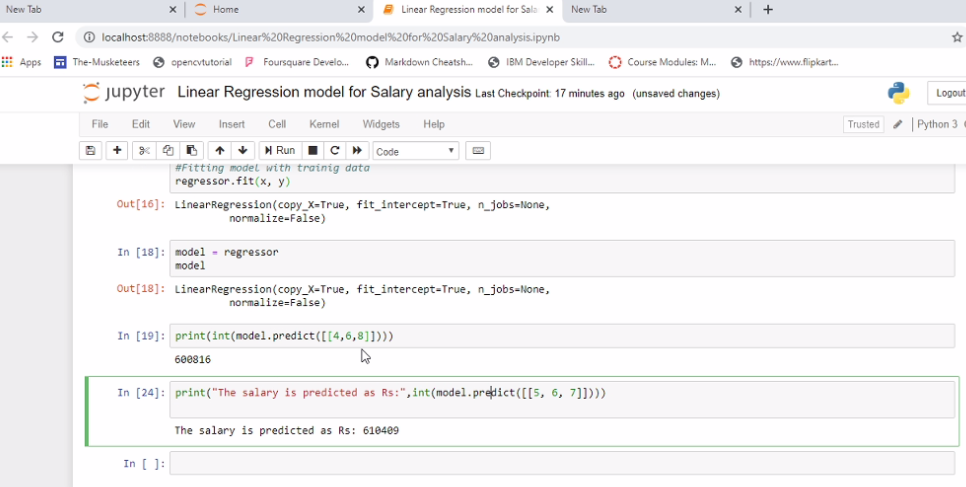 New Tab
Home
Linear Regression model for Sala
New Tab
localhost:8888/notebooks/Linear%20Regression%20model%20for%20Salary%20analysis.ipynb
Apps The-Musketeers opencvtutorial Foursquare Develo... Markdown Cheatsh... IBM Developer Skill... Course Modules: M... https://www.flipkart...
jupyter Linear Regression model for Salary analysis Last Checkpoint: 17 minutes ago (unsaved changes) Logout
File Edit View Insert Cell Kernel Widgets Help Trusted Python 3
Run Code
#Fitting model with trainig data
regressor.fit(x, y)
Out[16]: LinearRegression(copy_X=True, fit_intercept=True, n_jobs=None,
normalize=False)
In [18]: model = regressor
model
Out[18]: LinearRegression(copy_X=True, fit_intercept=True, n_jobs=None,
normalize=False)
In [19]: print(int(model.predict([[4,6,8]])))
600816
In [24]: print("The salary is predicted as Rs:",int(model.predict([[5, 6, 7]])))
The salary is predicted as Rs: 610409
In [ ]: